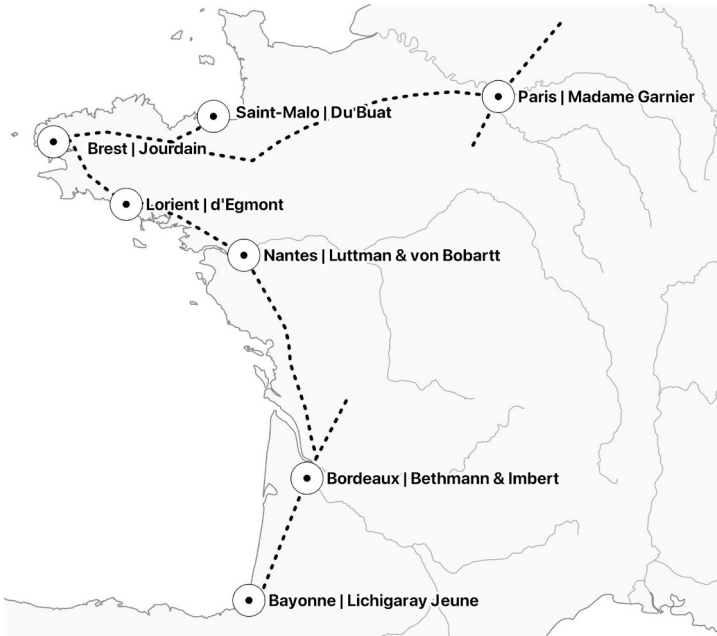 Paris | Madame Garnier
Saint-Malo | Du Buat
Brest | Jourdain
Lorient | d'Egmont
Nantes | Luttman & von Bobartt
Bordeaux | Bethmann & Imbert
Bayonne | Lichigaray Jeune